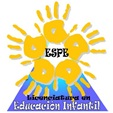 ESPE
Licenciatura en
Educación Infantil